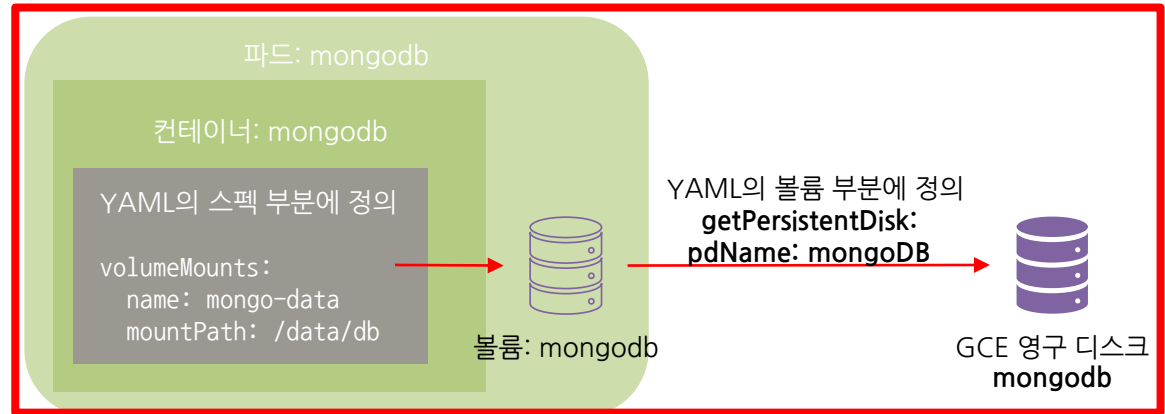 파드: mongodb
컨테이너: mongodb
YAML의 스펙 부분에 정의
volumeMounts:
name: mongo-data
mountPath: /data/db
볼륨: mongodb
YAML의 볼륨 부분에 정의
getPersistentDisk:
pdName: mongoDB
GCE 영구 디스크
mongodb